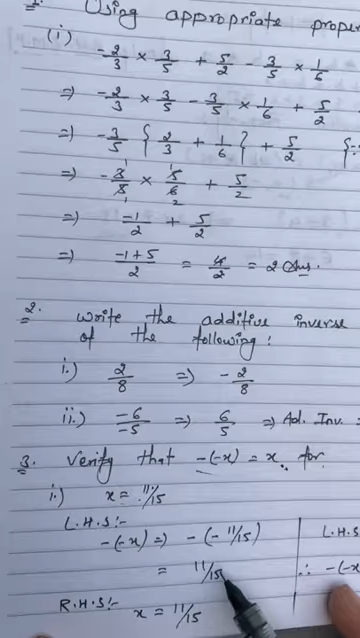 1. Using appropriate proper
(i) -2/3 × 3/5 + 5/2 - 3/5 × 1/6
=> -2/3 × 3/5 - 3/5 × 1/6 + 5/2
=> -3/5 { 2/3 + 1/6 } + 5/2 {
=> -3/5 × 5/6 + 5/2
=> -1/2 + 5/2
=> -1+5/2 = 4/2 = 2 Ans.
2. Write the additive inverse
of the following:
i.) 2/8 => -2/8
ii.) -6/-5 => 6/5 => Ad. Inv. =
3. Verify that -(-x) = x. for
i.) x = 11/15
L.H.S:- L.H.S
-(-x) => -(-11/15)
= 11/15 ∴ -(-x
R.H.S:- x = 11/15